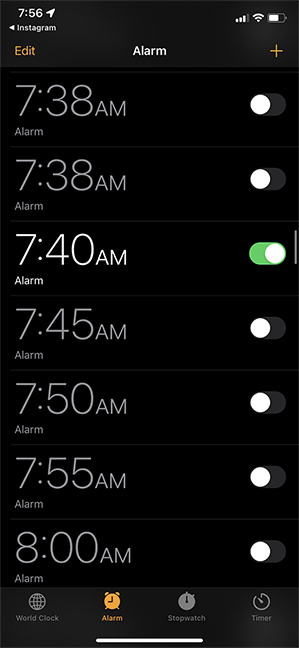 7:56
◀ Instagram
Edit Alarm +
7:38AM
Alarm
7:38AM
Alarm
7:40AM
Alarm
7:45AM
Alarm
7:50AM
Alarm
7:55AM
Alarm
8:00AM
Alarm
World Clock Alarm Stopwatch Timer